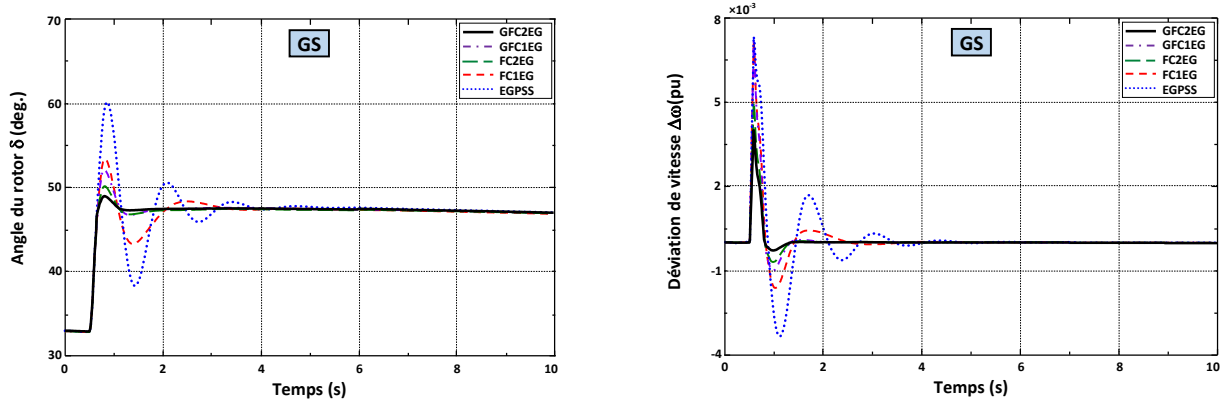 70
60
50
40
30
0
2
4
6
8
10
Angle du rotor δ (deg.)
Temps (s)
GS
GFC2EG
GFC1EG
FC2EG
FC1EG
EGPSS
×10⁻³
8
5
2
-1
-4
0
2
4
6
8
10
Déviation de vitesse Δω(pu)
Temps (s)
GS
GFC2EG
GFC1EG
FC2EG
FC1EG
EGPSS